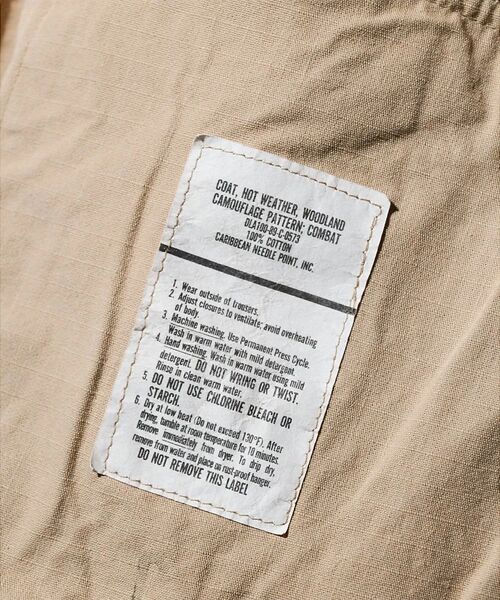 COAT, HOT WEATHER, WOODLAND
CAMOUFLAGE PATTERN: COMBAT
DLA100-89-C-0573
100% COTTON
CARIBBEAN NEEDLE POINT, INC.
1. Wear outside of trousers.
2. Adjust closures to ventilate: avoid overheating
of body.
3. Machine washing. Use Permanent Press Cycle.
Wash in warm water with mild detergent.
4. Hand washing. Wash in warm water using mild
detergent. DO NOT WRING OR TWIST.
Rinse in clean warm water.
5. DO NOT USE CHLORINE BLEACH OR
STARCH.
6. Dry at low heat (Do not exceed 130°F). After
drying, tumble at room temperature for 10 minutes.
Remove immediately from dryer. To drip dry,
remove from water and place on rust-proof hanger.
DO NOT REMOVE THIS LABEL